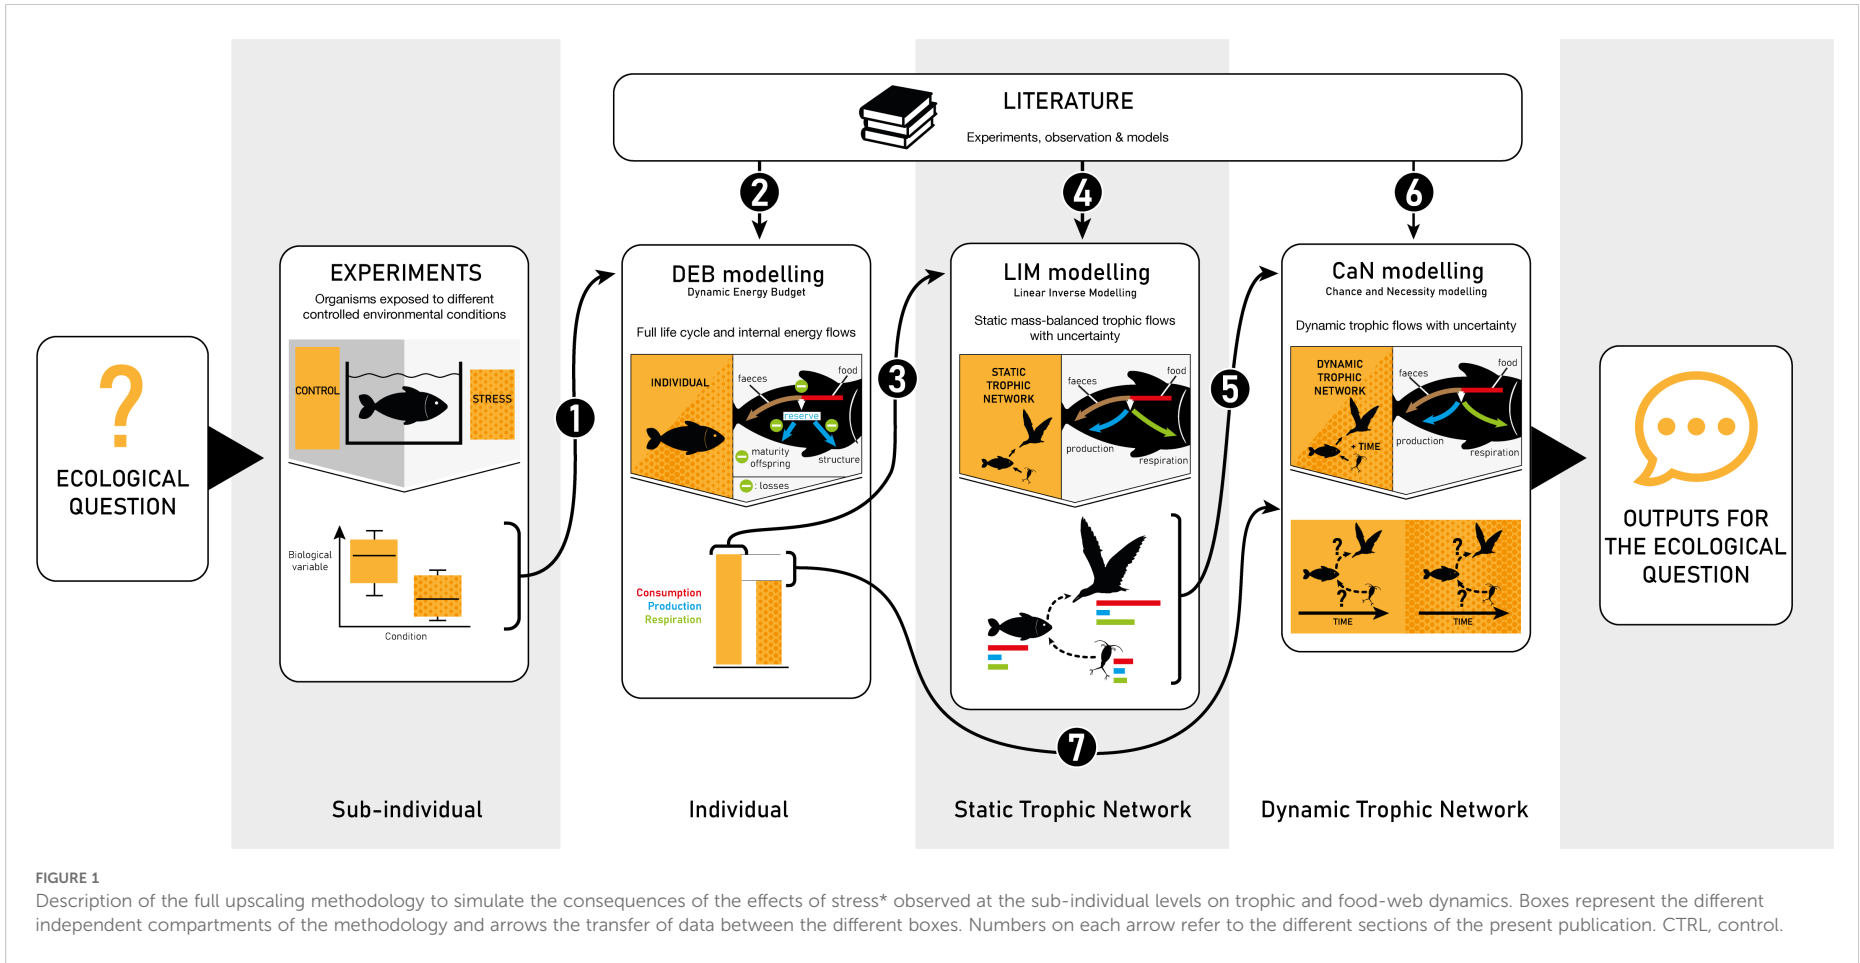 LITERATURE
Experiments, observation & models
2
4
6
?
ECOLOGICAL
QUESTION
EXPERIMENTS
Organisms exposed to different
controlled environmental conditions
CONTROL
STRESS
Biological
variable
Condition
1
DEB modelling
Dynamic Energy Budget
Full life cycle and internal energy flows
INDIVIDUAL
faeces
food
reserve
maturity
offspring
structure
: losses
Consumption
Production
Respiration
3
LIM modelling
Linear Inverse Modelling
Static mass-balanced trophic flows
with uncertainty
STATIC
TROPHIC
NETWORK
faeces
food
production
respiration
5
7
CaN modelling
Chance and Necessity modelling
Dynamic trophic flows with uncertainty
DYNAMIC
TROPHIC
NETWORK
+ TIME
faeces
food
production
respiration
?
?
TIME
?
?
TIME
OUTPUTS FOR
THE ECOLOGICAL
QUESTION
Sub-individual
Individual
Static Trophic Network
Dynamic Trophic Network
FIGURE 1
Description of the full upscaling methodology to simulate the consequences of the effects of stress* observed at the sub-individual levels on trophic and food-web dynamics. Boxes represent the different
independent compartments of the methodology and arrows the transfer of data between the different boxes. Numbers on each arrow refer to the different sections of the present publication. CTRL, control.